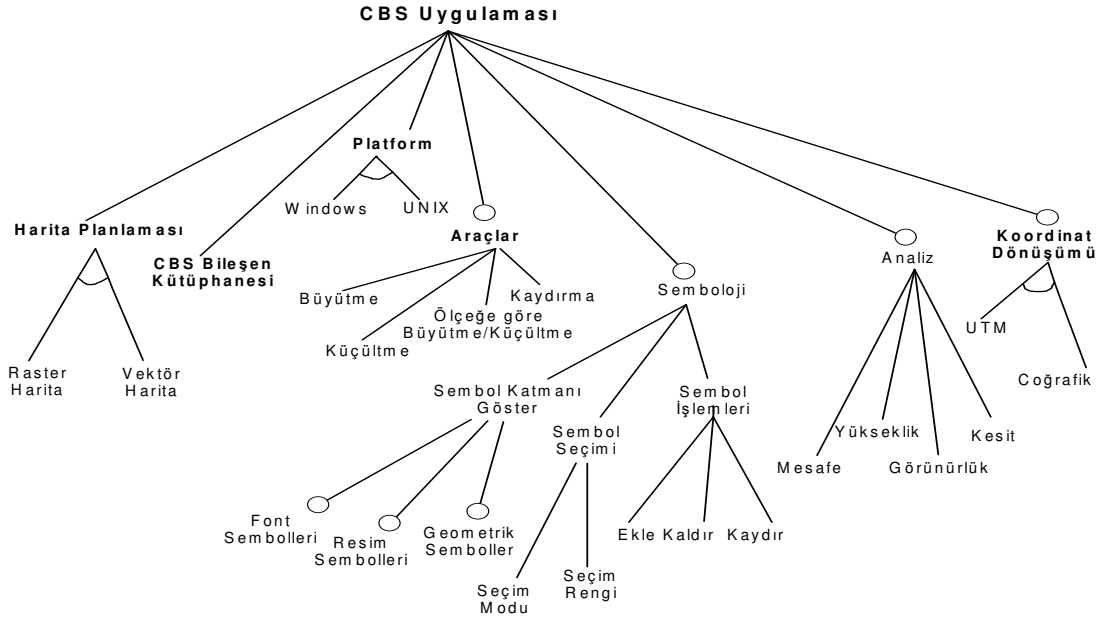 CBS Uygulaması
Platform
Windows
UNIX
Harita Planlaması
CBS Bileşen
Kütüphanesi
Araçlar
Semboloji
Analiz
Koordinat
Dönüşümü
Raster
Harita
Vektör
Harita
Büyütme
Küçültme
Ölçeğe göre
Büyütme/Küçültme
Kaydırma
Sembol Katmanı
Göster
Sembol
Seçimi
Sembol
İşlemleri
Mesafe
Yükseklik
Görünürlük
Kesit
UTM
Coğrafik
Font
Sembolleri
Resim
Sembolleri
Geometrik
Semboller
Seçim
Modu
Seçim
Rengi
Ekle
Kaldır
Kaydır